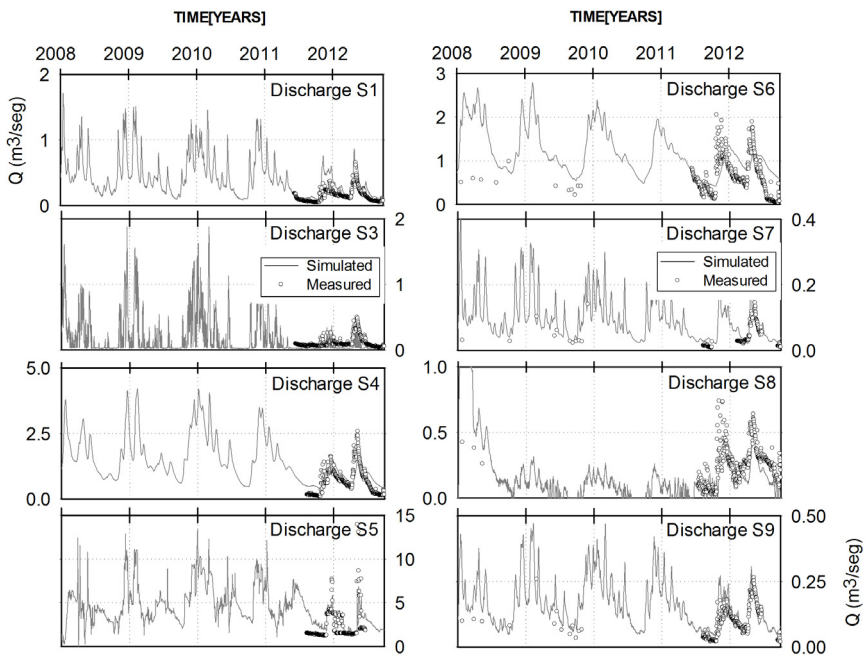 TIME[YEARS] TIME[YEARS]
2008 2009 2010 2011 2012 2008 2009 2010 2011 2012
2 Discharge S1 3 Discharge S6
Q (m3/seg) 1 2
1
0 0
Discharge S3 2 Discharge S7 0.4
Simulated Simulated
Measured Measured
1 0.2
0 0.0
5.0 Discharge S4 1.0 Discharge S8
2.5 0.5
0.0 0.0
Discharge S5 15 Discharge S9 0.50
10
5 0.25
0 0.00
Q (m3/seg)